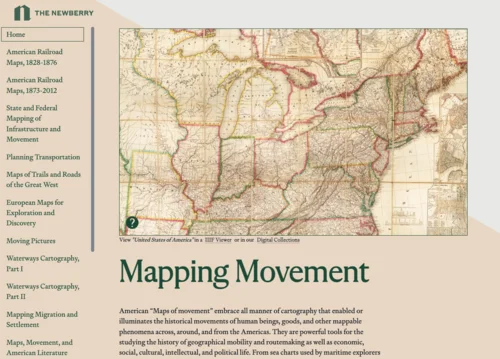 THE NEWBERRY
Home
American Railroad
Maps, 1828-1876
American Railroad
Maps, 1873-2012
State and Federal
Mapping of
Infrastructure and
Movement
Planning Transportation
Maps of Trails and Roads
of the Great West
European Maps for
Exploration and
Discovery
Moving Pictures
Waterways Cartography,
Part I
Waterways Cartography,
Part II
Mapping Migration and
Settlement
Maps, Movement, and
American Literature
?
View "United States of America" in a IIIF Viewer or in our Digital Collections
Mapping Movement
American “Maps of movement” embrace all manner of cartography that enabled or
illuminates the historical movements of human beings, goods, and other mappable
phenomena across, around, and from the Americas. They are powerful tools for the
studying the history of geographical mobility and routemaking as well as economic,
social, cultural, intellectual, and political life. From sea charts used by maritime explorers